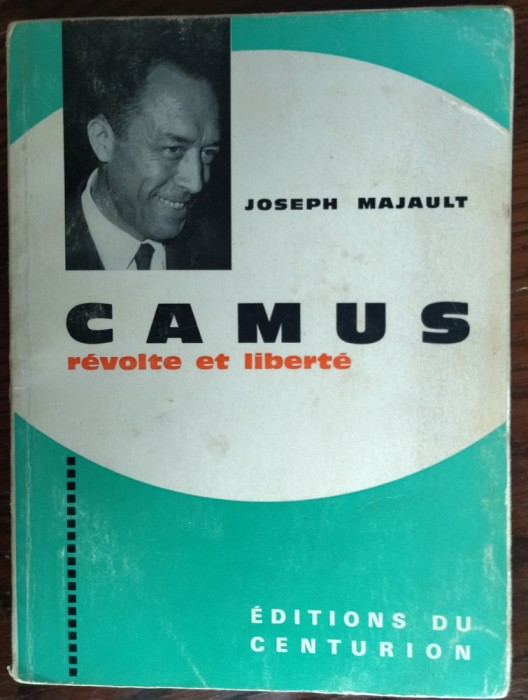 JOSEPH MAJAULT
CAMUS
révolte et liberté
ÉDITIONS DU
CENTURION